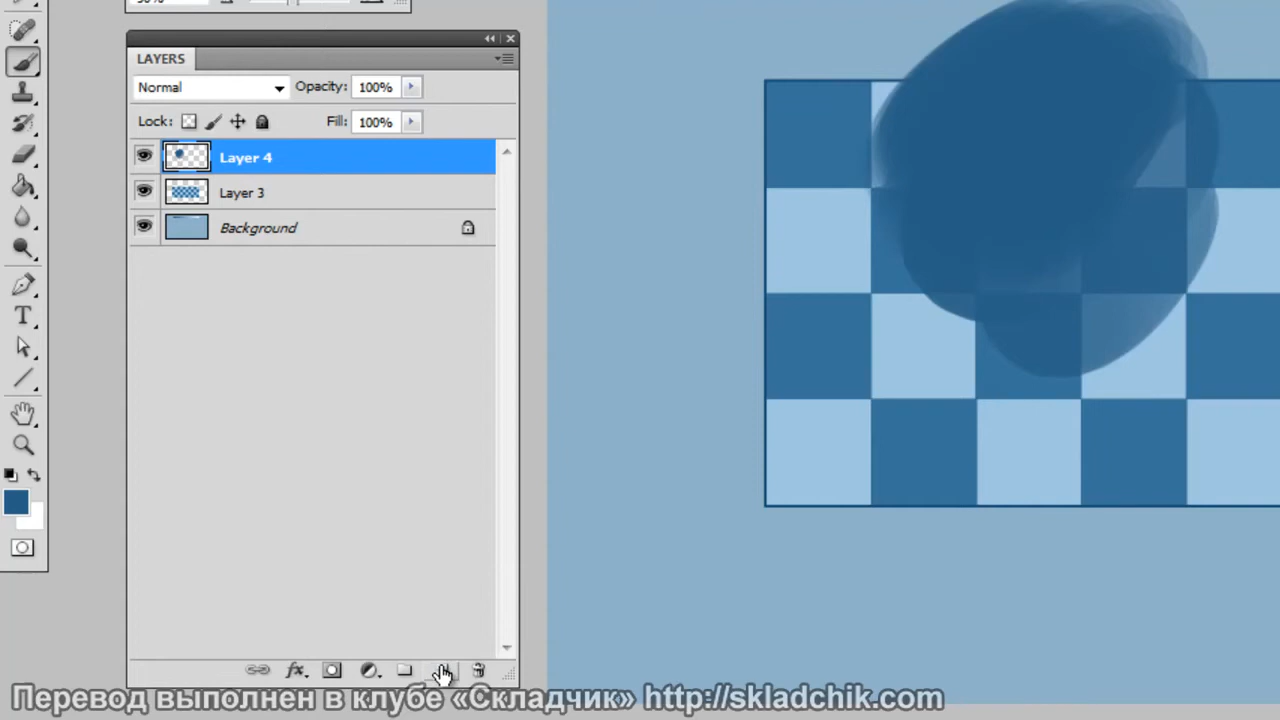 LAYERS
Normal
Opacity: 100%
Lock:
Fill: 100%
Layer 4
Layer 3
Background
fx
T
Перевод выполнен в клубе «Складчик» http://skladchik.com